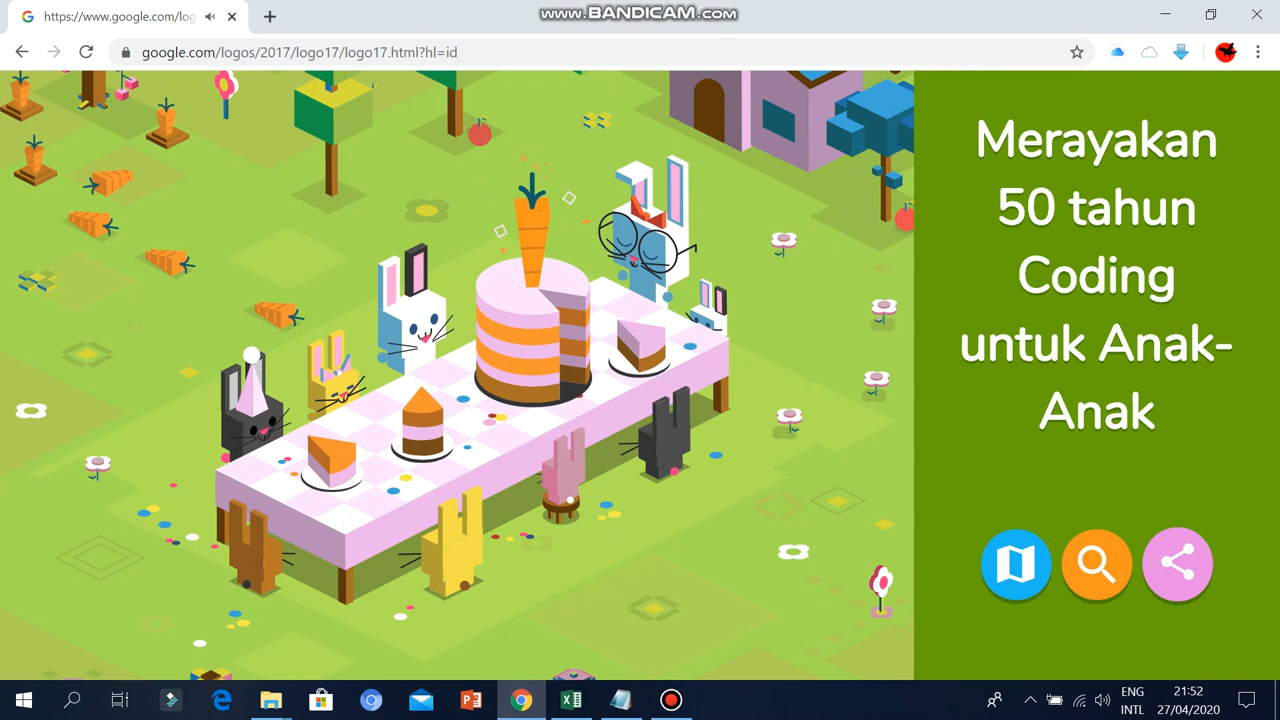 https://www.google.com/log
www.BANDICAM.com
google.com/logos/2017/logo17/logo17.html?hl=id
Merayakan
50 tahun
Coding
untuk Anak-
Anak
ENG
INTL
21:52
27/04/2020